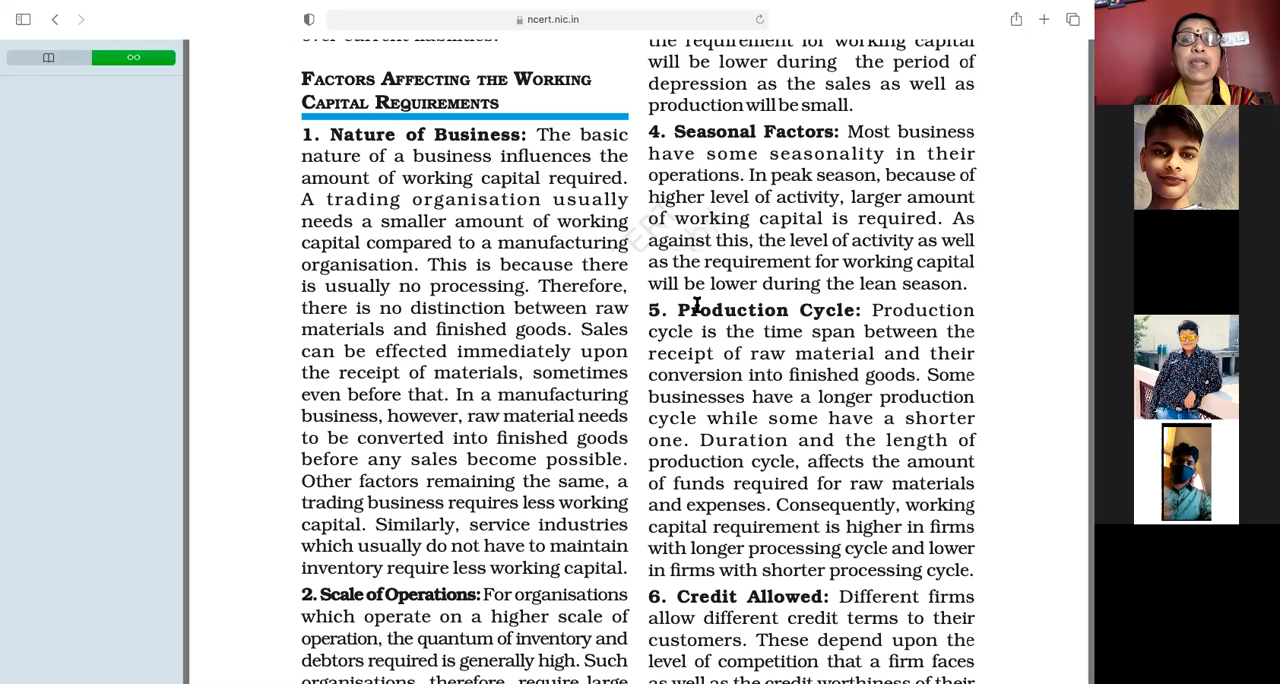 ncert.nic.in
FACTORS AFFECTING THE WORKING
CAPITAL REQUIREMENTS
1. Nature of Business: The basic
nature of a business influences the
amount of working capital required.
A trading organisation usually
needs a smaller amount of working
capital compared to a manufacturing
organisation. This is because there
is usually no processing. Therefore,
there is no distinction between raw
materials and finished goods. Sales
can be effected immediately upon
the receipt of materials, sometimes
even before that. In a manufacturing
business, however, raw material needs
to be converted into finished goods
before any sales become possible.
Other factors remaining the same, a
trading business requires less working
capital. Similarly, service industries
which usually do not have to maintain
inventory require less working capital.
2. Scale of Operations: For organisations
which operate on a higher scale of
operation, the quantum of inventory and
debtors required is generally high. Such
organisations, therefore, require large
the requirement for working capital
will be lower during the period of
depression as the sales as well as
production will be small.
4. Seasonal Factors: Most business
have some seasonality in their
operations. In peak season, because of
higher level of activity, larger amount
of working capital is required. As
against this, the level of activity as well
as the requirement for working capital
will be lower during the lean season.
5. Production Cycle: Production
cycle is the time span between the
receipt of raw material and their
conversion into finished goods. Some
businesses have a longer production
cycle while some have a shorter
one. Duration and the length of
production cycle, affects the amount
of funds required for raw materials
and expenses. Consequently, working
capital requirement is higher in firms
with longer processing cycle and lower
in firms with shorter processing cycle.
6. Credit Allowed: Different firms
allow different credit terms to their
customers. These depend upon the
level of competition that a firm faces
as well as the credit worthiness of their